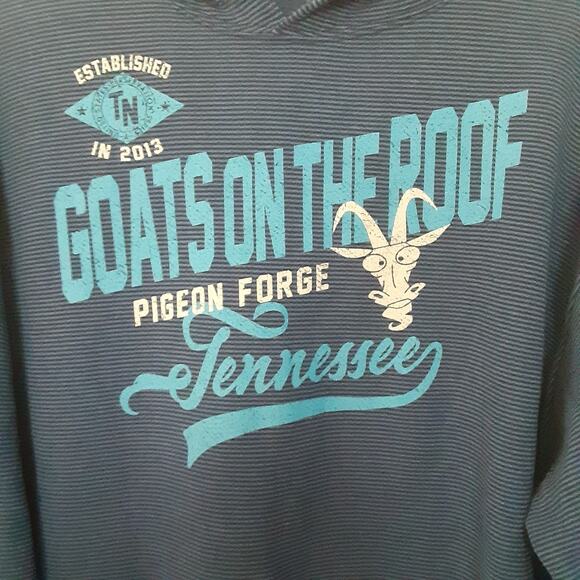 ESTABLISHED
TN
IN 2013
GOATS ON THE ROOF
PIGEON FORGE
Tennessee